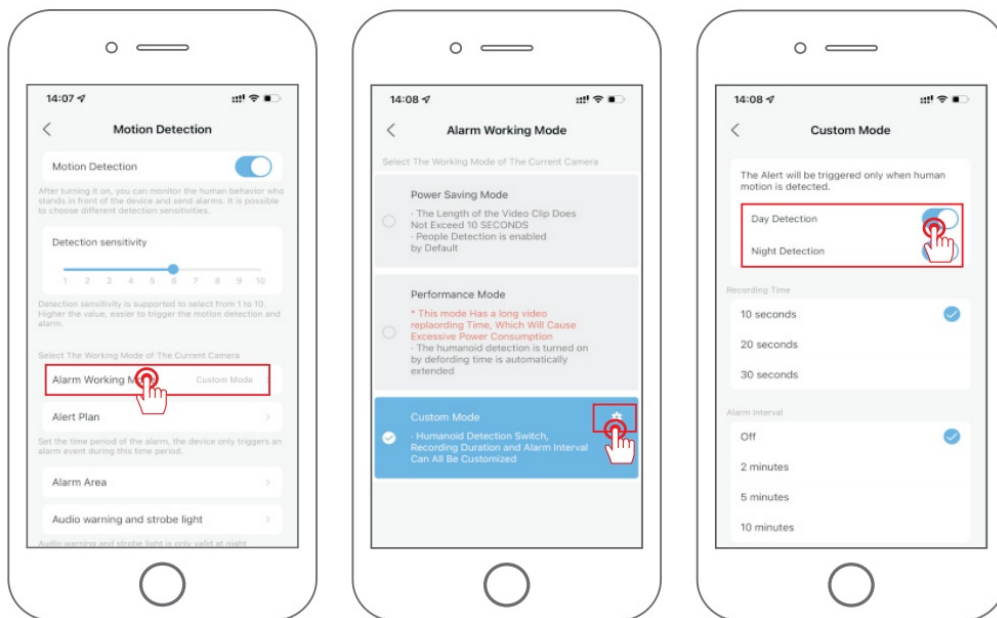 14:07
Motion Detection
Motion Detection
After turning it on, you can monitor the human behavior who
stands in front of the device and send alarms. It is possible
to choose different detection sensitivities.
Detection sensitivity
1 2 3 4 5 6 7 8 9 10
Detection sensitivity is supported to select from 1 to 10.
Higher the value, easier to trigger the motion detection and
alarm.
Select The Working Mode of The Current Camera
Alarm Working M Custom Mode
Alert Plan
Set the time period of the alarm, the device only triggers an
alarm event during this time period.
Alarm Area
Audio warning and strobe light
Audio warning and strobe light is only valid at night
14:08
Alarm Working Mode
Select The Working Mode of The Current Camera
Power Saving Mode
· The Length of the Video Clip Does
Not Exceed 10 SECONDS
· People Detection is enabled
by Default
Performance Mode
* This mode Has a long video
replaording Time, Which Will Cause
Excessive Power Consumption
· The humanoid detection is turned on
by defording time is automatically
extended
Custom Mode
· Humanoid Detection Switch,
Recording Duration and Alarm Interval
Can All Be Customized
14:08
Custom Mode
The Alert will be triggered only when human
motion is detected.
Day Detection
Night Detection
Recording Time
10 seconds
20 seconds
30 seconds
Alarm Interval
Off
2 minutes
5 minutes
10 minutes